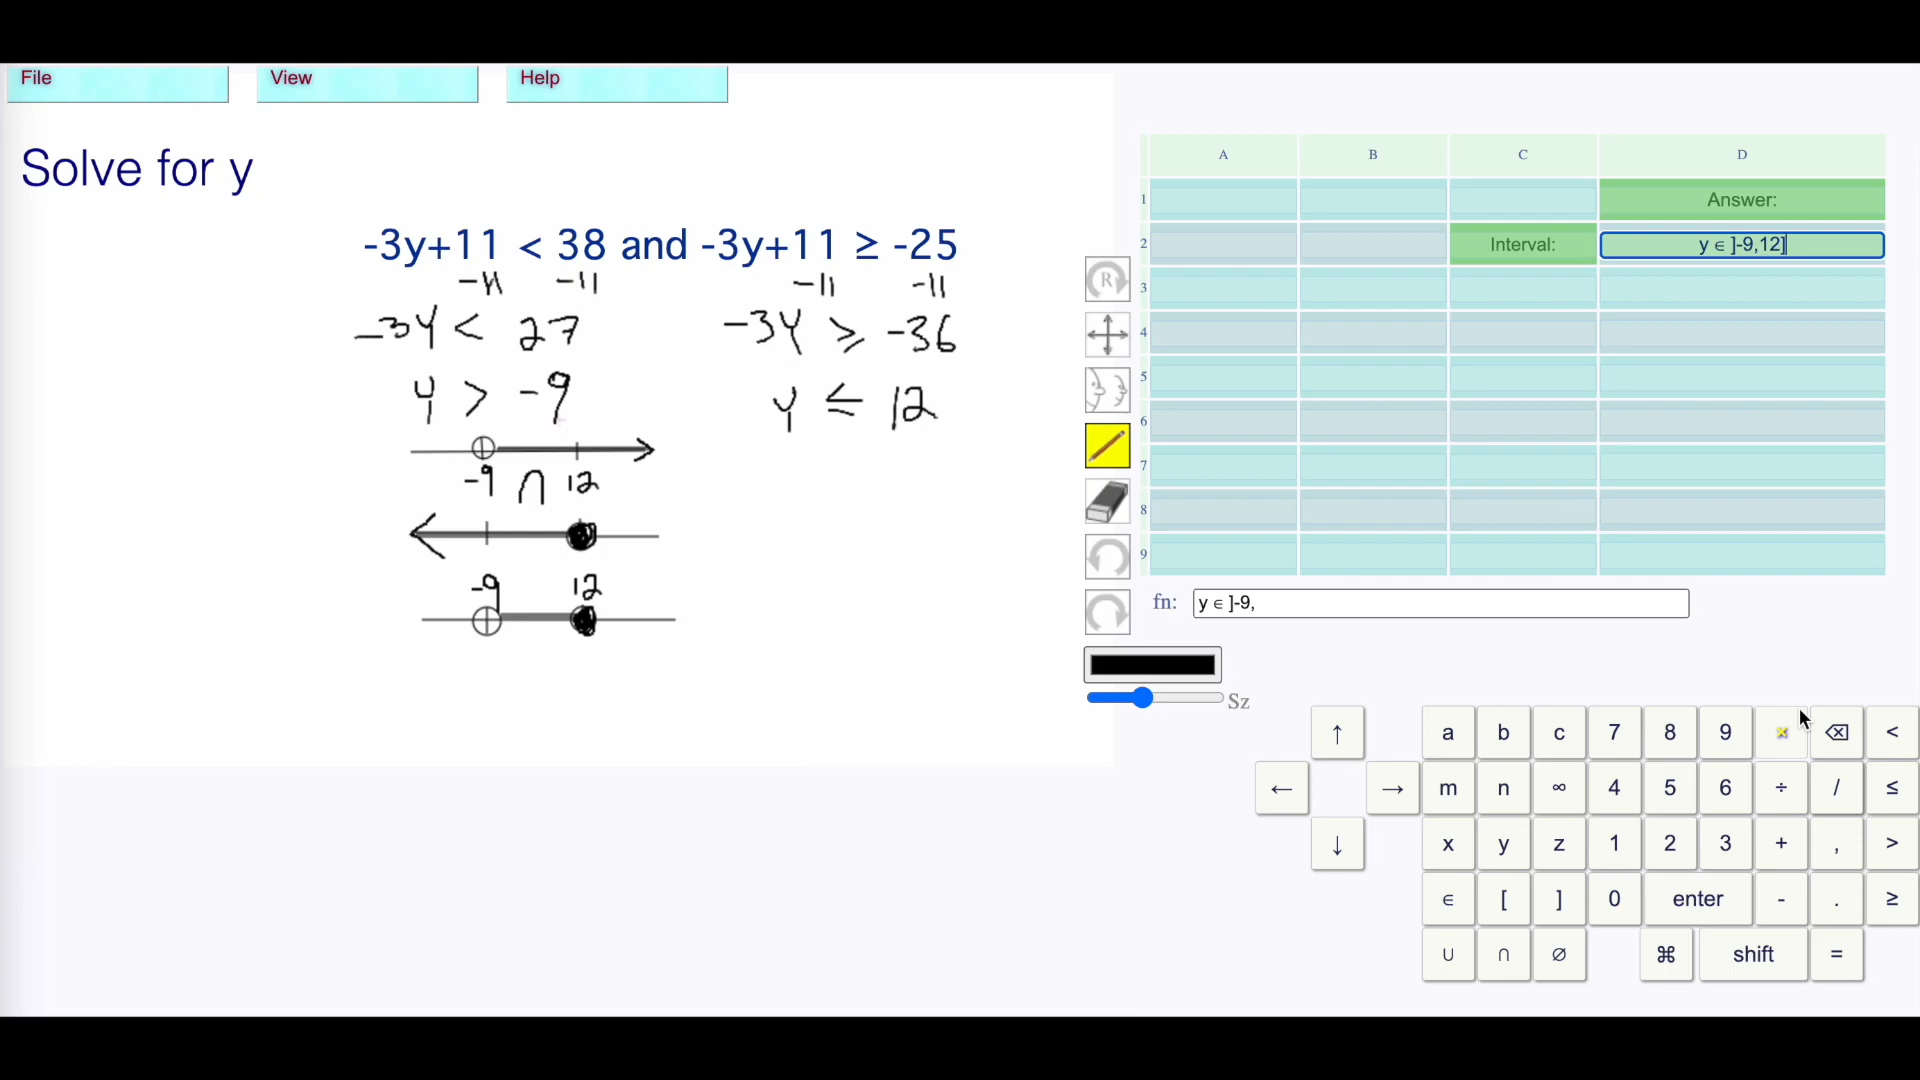 File View Help
Solve for y
-3y+11 < 38 and -3y+11 ≥ -25
-11 -11 -11 -11
-3y < 27 -3y ≥ -36
y > -9 y ≤ 12
-9 ∩ 12
-9 12
A B C D
1 Answer:
2 Interval: y ∈ ]-9,12]
3
4
5
6
7
8
9
R
fn: y ∈ ]-9,
Sz
↑ a b c 7 8 9 × ⌫ <
← → m n ∞ 4 5 6 ÷ / ≤
↓ x y z 1 2 3 + , >
∈ [ ] 0 enter - . ≥
∪ ∩ ∅ ⌘ shift =